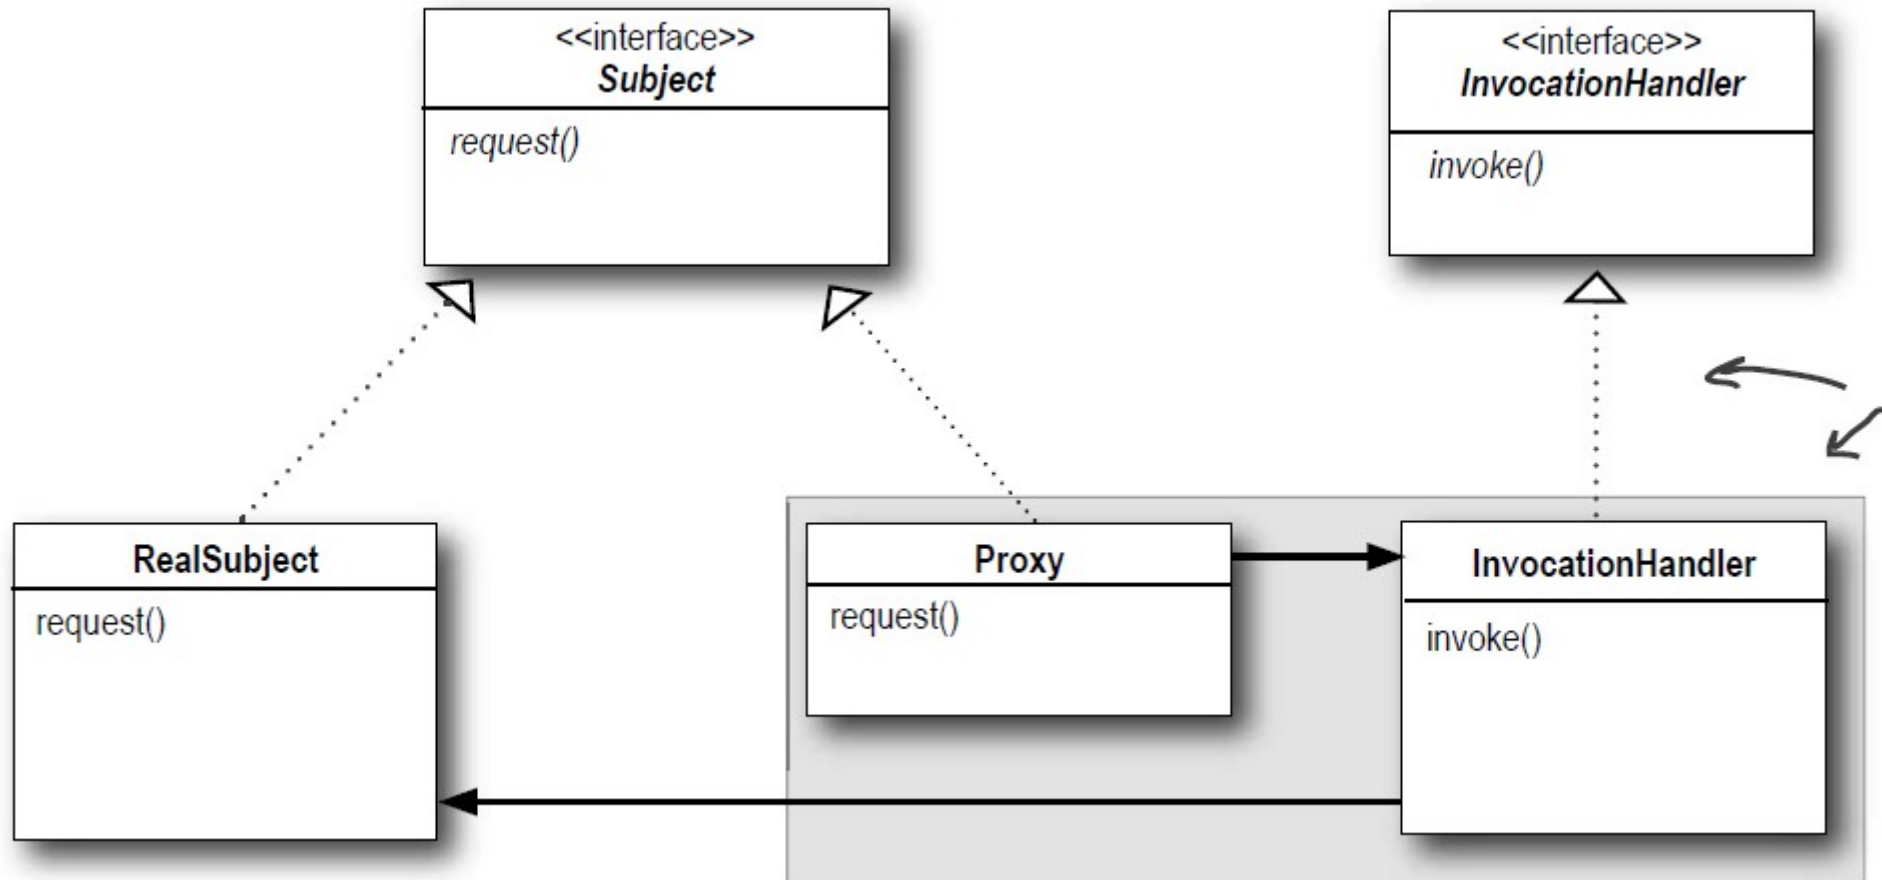 <<interface>>
Subject
request()
<<interface>>
InvocationHandler
invoke()
RealSubject
request()
Proxy
request()
InvocationHandler
invoke()